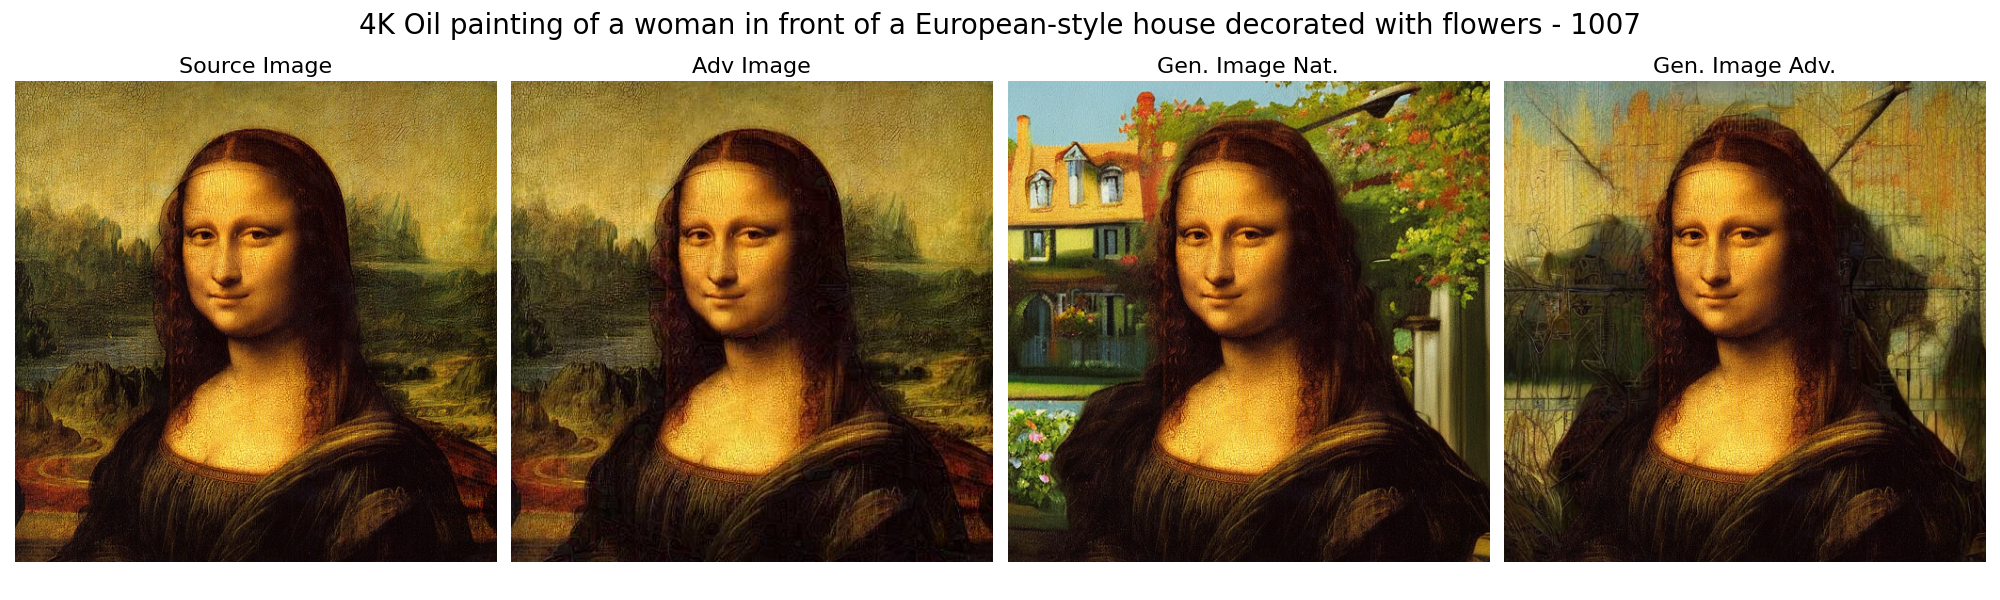 4K Oil painting of a woman in front of a European-style house decorated with flowers - 1007
Source Image
Adv Image
Gen. Image Nat.
Gen. Image Adv.